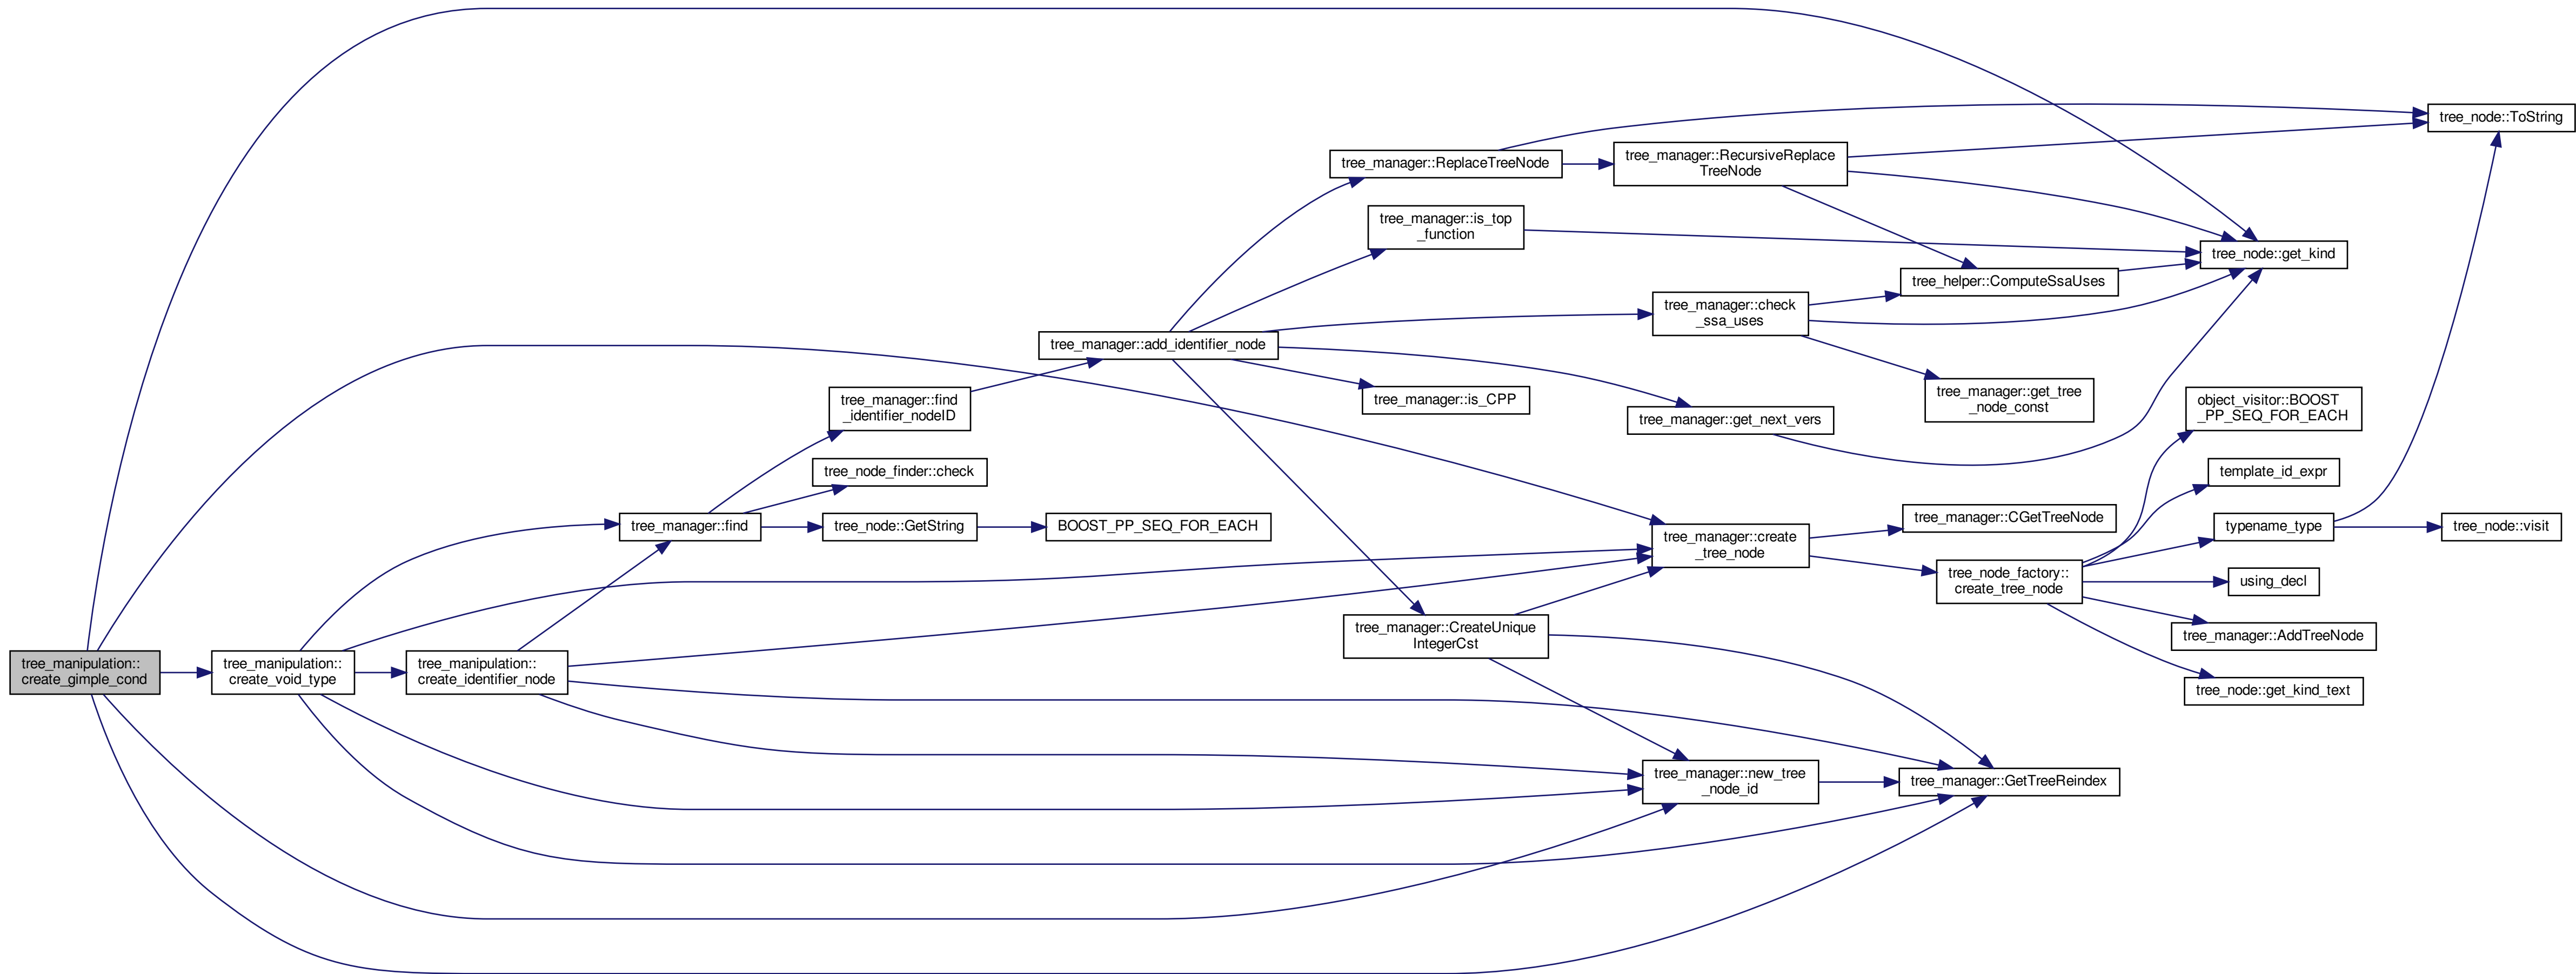 tree_manipulation::
create_gimple_cond
tree_manipulation::
create_void_type
tree_manipulation::
create_identifier_node
tree_manager::find
tree_manager::find
_identifier_nodeID
tree_node_finder::check
tree_node::GetString
BOOST_PP_SEQ_FOR_EACH
tree_manager::add_identifier_node
tree_manager::ReplaceTreeNode
tree_manager::is_top
_function
tree_manager::is_CPP
tree_manager::CreateUnique
IntegerCst
tree_manager::RecursiveReplace
TreeNode
tree_manager::check
_ssa_uses
tree_manager::get_next_vers
tree_manager::create
_tree_node
tree_manager::new_tree
_node_id
tree_helper::ComputeSsaUses
tree_manager::get_tree
_node_const
tree_manager::CGetTreeNode
tree_node_factory::
create_tree_node
tree_manager::GetTreeReindex
tree_node::get_kind
object_visitor::BOOST
_PP_SEQ_FOR_EACH
template_id_expr
typename_type
using_decl
tree_manager::AddTreeNode
tree_node::get_kind_text
tree_node::ToString
tree_node::visit